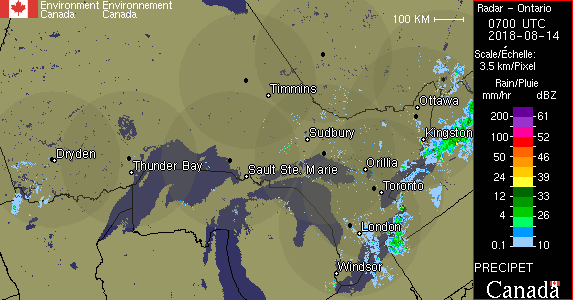 Environment Environnement
Canada Canada
100 KM
Timmins
Ottawa
Sudbury
Kingston
Dryden
Thunder Bay
Sault Ste. Marie
Orillia
Toronto
London
Windsor
Radar - Ontario
0700 UTC
2018-08-14
Scale/Échelle:
3.5 km/Pixel
Rain/Pluie
mm/hr dBZ
200 61
100 52
50 46
24 39
12 33
4 26
0.1 10
PRECIPET
Canada